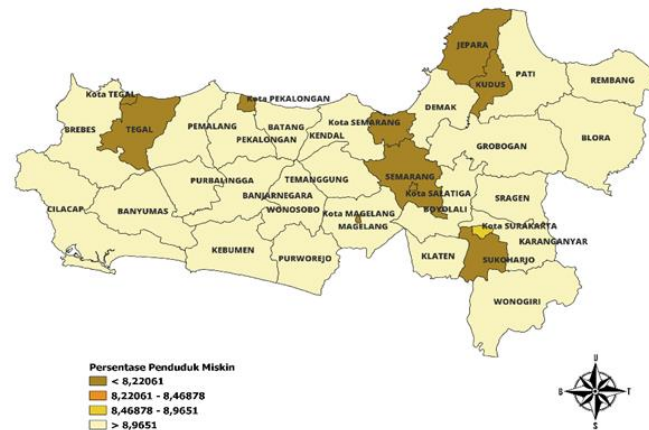 JEPARA
KUDUS
PATI
REMBANG
Kota TEGAL
Kota PEKALONGAN
DEMAK
BREBES
TEGAL
PEMALANG
BATANG
Kota SEMARANG
PEKALONGAN
KENDAL
GROBOGAN
BLORA
PURBALINGGA
TEMANGGUNG
SEMARANG
BANJARNEGARA
Kota SALATIGA
SRAGEN
CILACAP
BANYUMAS
WONOSOBO
Kota MAGELANG
BOYOLALI
MAGELANG
Kota SURAKARTA
KARANGANYAR
KEBUMEN
PURWOREJO
KLATEN
SUKOHARJO
WONOGIRI
Persentase Penduduk Miskin
< 8,22061
8,22061 - 8,46878
8,46878 - 8,9651
> 8,9651
U
B T
S